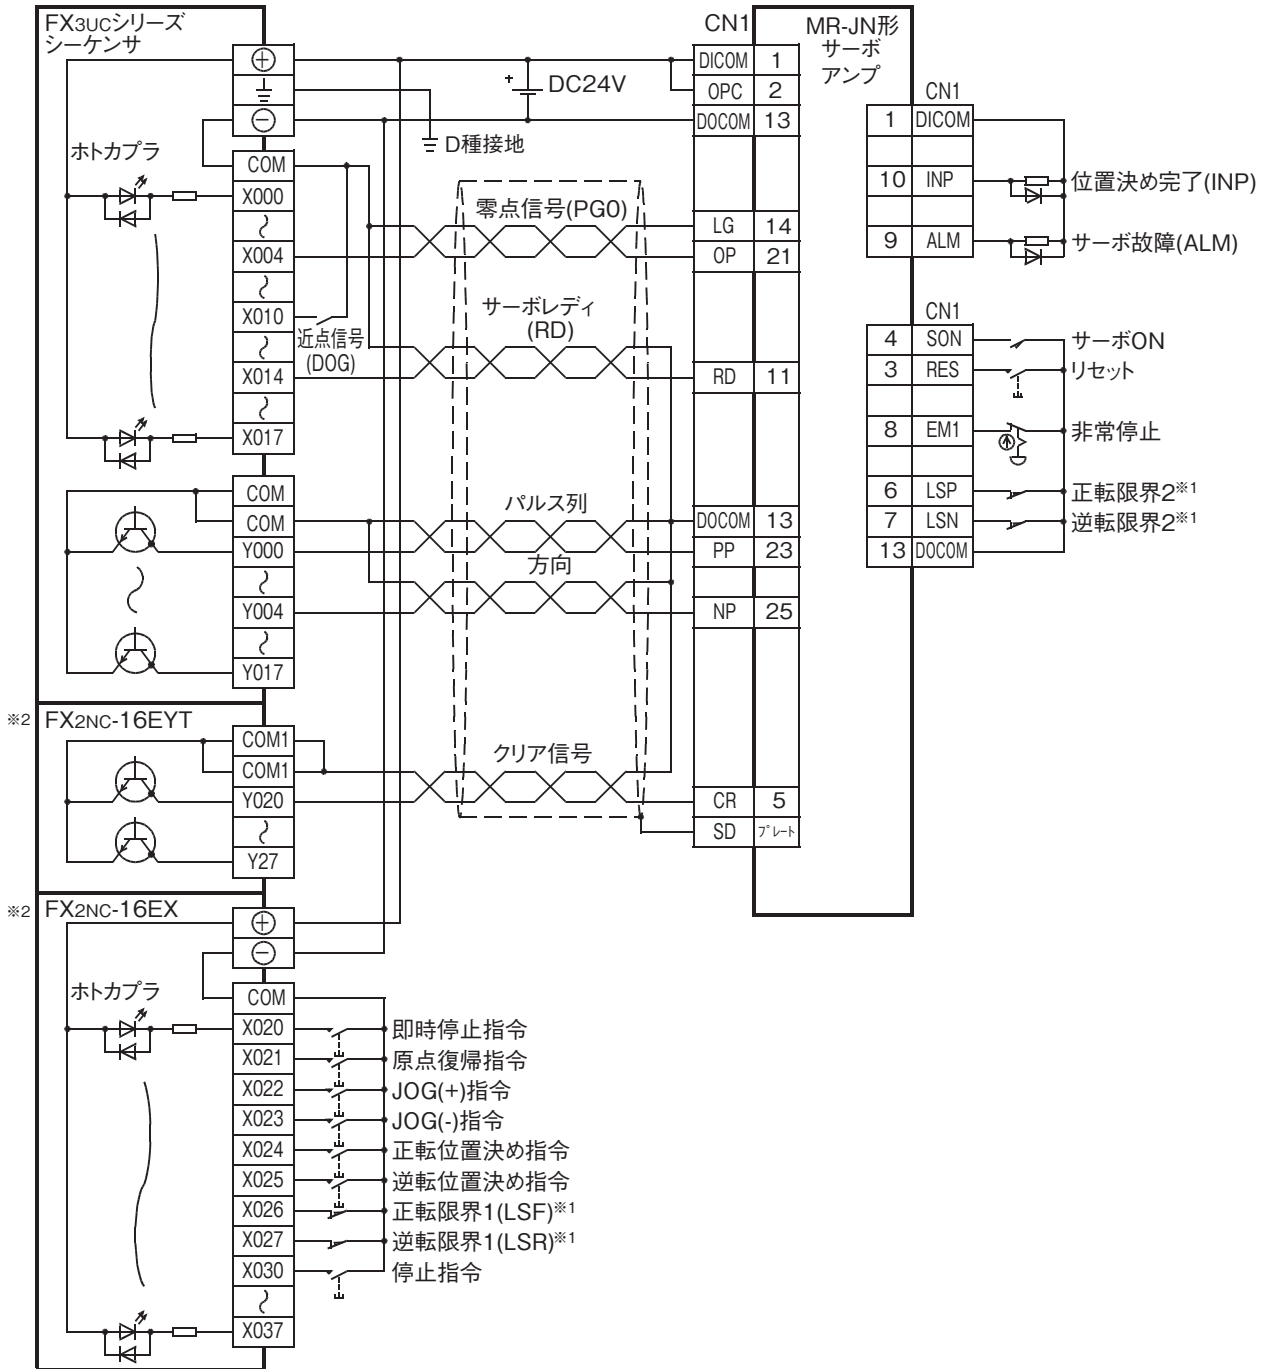 FX3UCシリーズ
シーケンサ
⊕
⊖
COM
X000
X004
X010
X014
X017
ホトカプラ
COM
COM
Y000
Y004
Y017
DC24V
D種接地
近点信号
(DOG)
零点信号(PG0)
サーボレディ
(RD)
パルス列
方向
クリア信号
CN1
MR-JN形
サーボ
アンプ
DICOM 1
OPC 2
DOCOM 13
LG 14
OP 21
RD 11
DOCOM 13
PP 23
NP 25
CR 5
SD プレート
CN1
1 DICOM
10 INP 位置決め完了(INP)
9 ALM サーボ故障(ALM)
CN1
4 SON サーボON
3 RES リセット
8 EM1 非常停止
6 LSP 正転限界2※1
7 LSN 逆転限界2※1
13 DOCOM
※2 FX2NC-16EYT
COM1
COM1
Y020
Y27
※2 FX2NC-16EX
⊕
⊖
ホトカプラ
COM
X020 即時停止指令
X021 原点復帰指令
X022 JOG(+)指令
X023 JOG(-)指令
X024 正転位置決め指令
X025 逆転位置決め指令
X026 正転限界1(LSF)※1
X027 逆転限界1(LSR)※1
X030 停止指令
X037